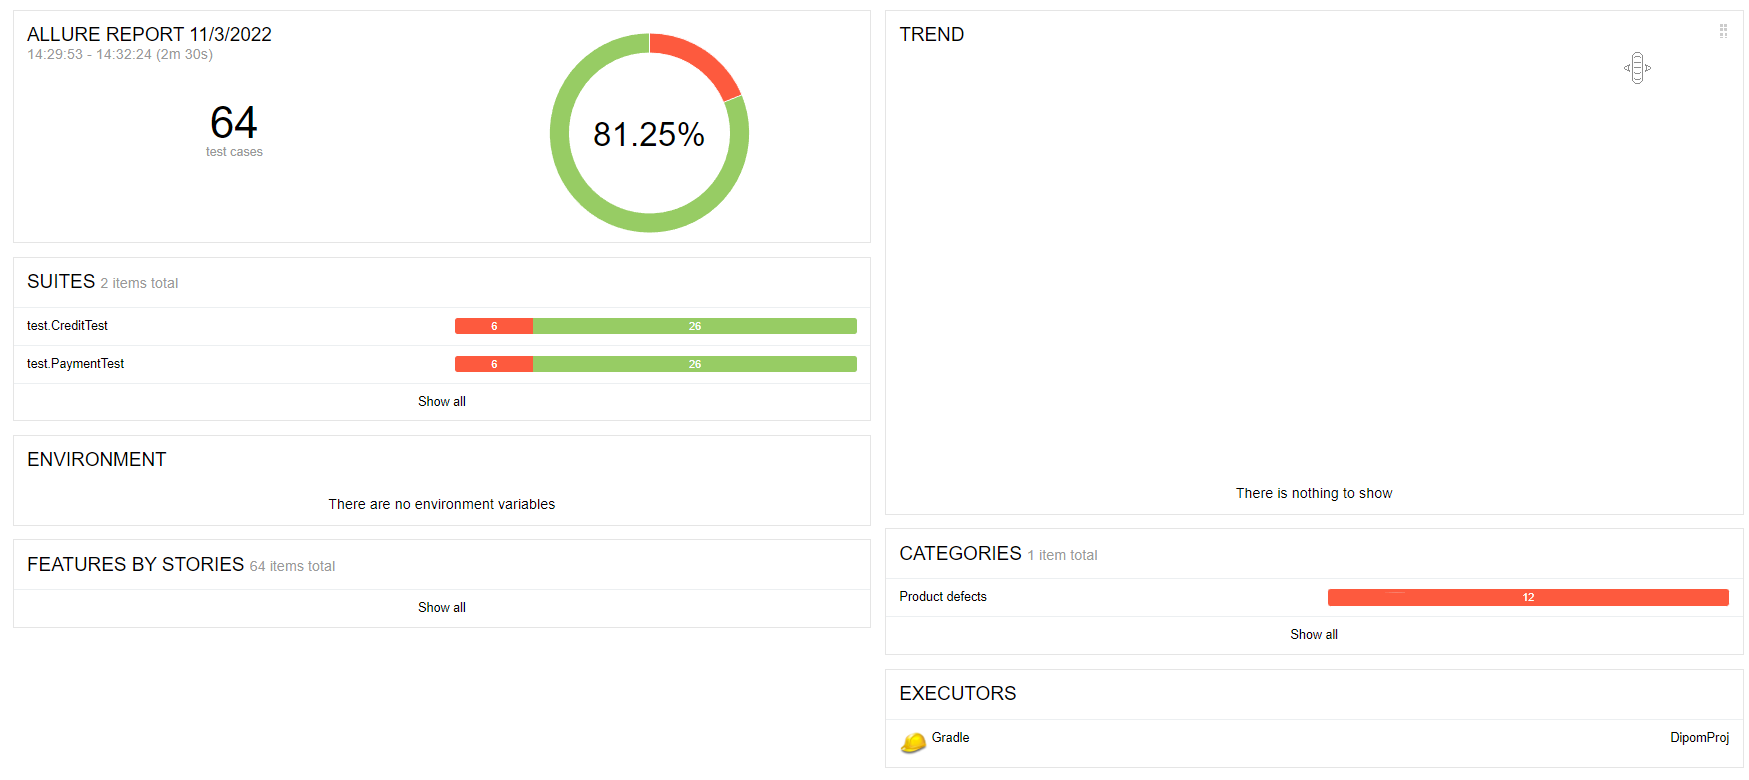 ALLURE REPORT 11/3/2022
14:29:53 - 14:32:24 (2m 30s)
64
test cases
81.25%
SUITES 2 items total
test.CreditTest 6 26
test.PaymentTest 6 26
Show all
ENVIRONMENT
There are no environment variables
FEATURES BY STORIES 64 items total
Show all
TREND
There is nothing to show
CATEGORIES 1 item total
Product defects 12
Show all
EXECUTORS
Gradle DipomProj